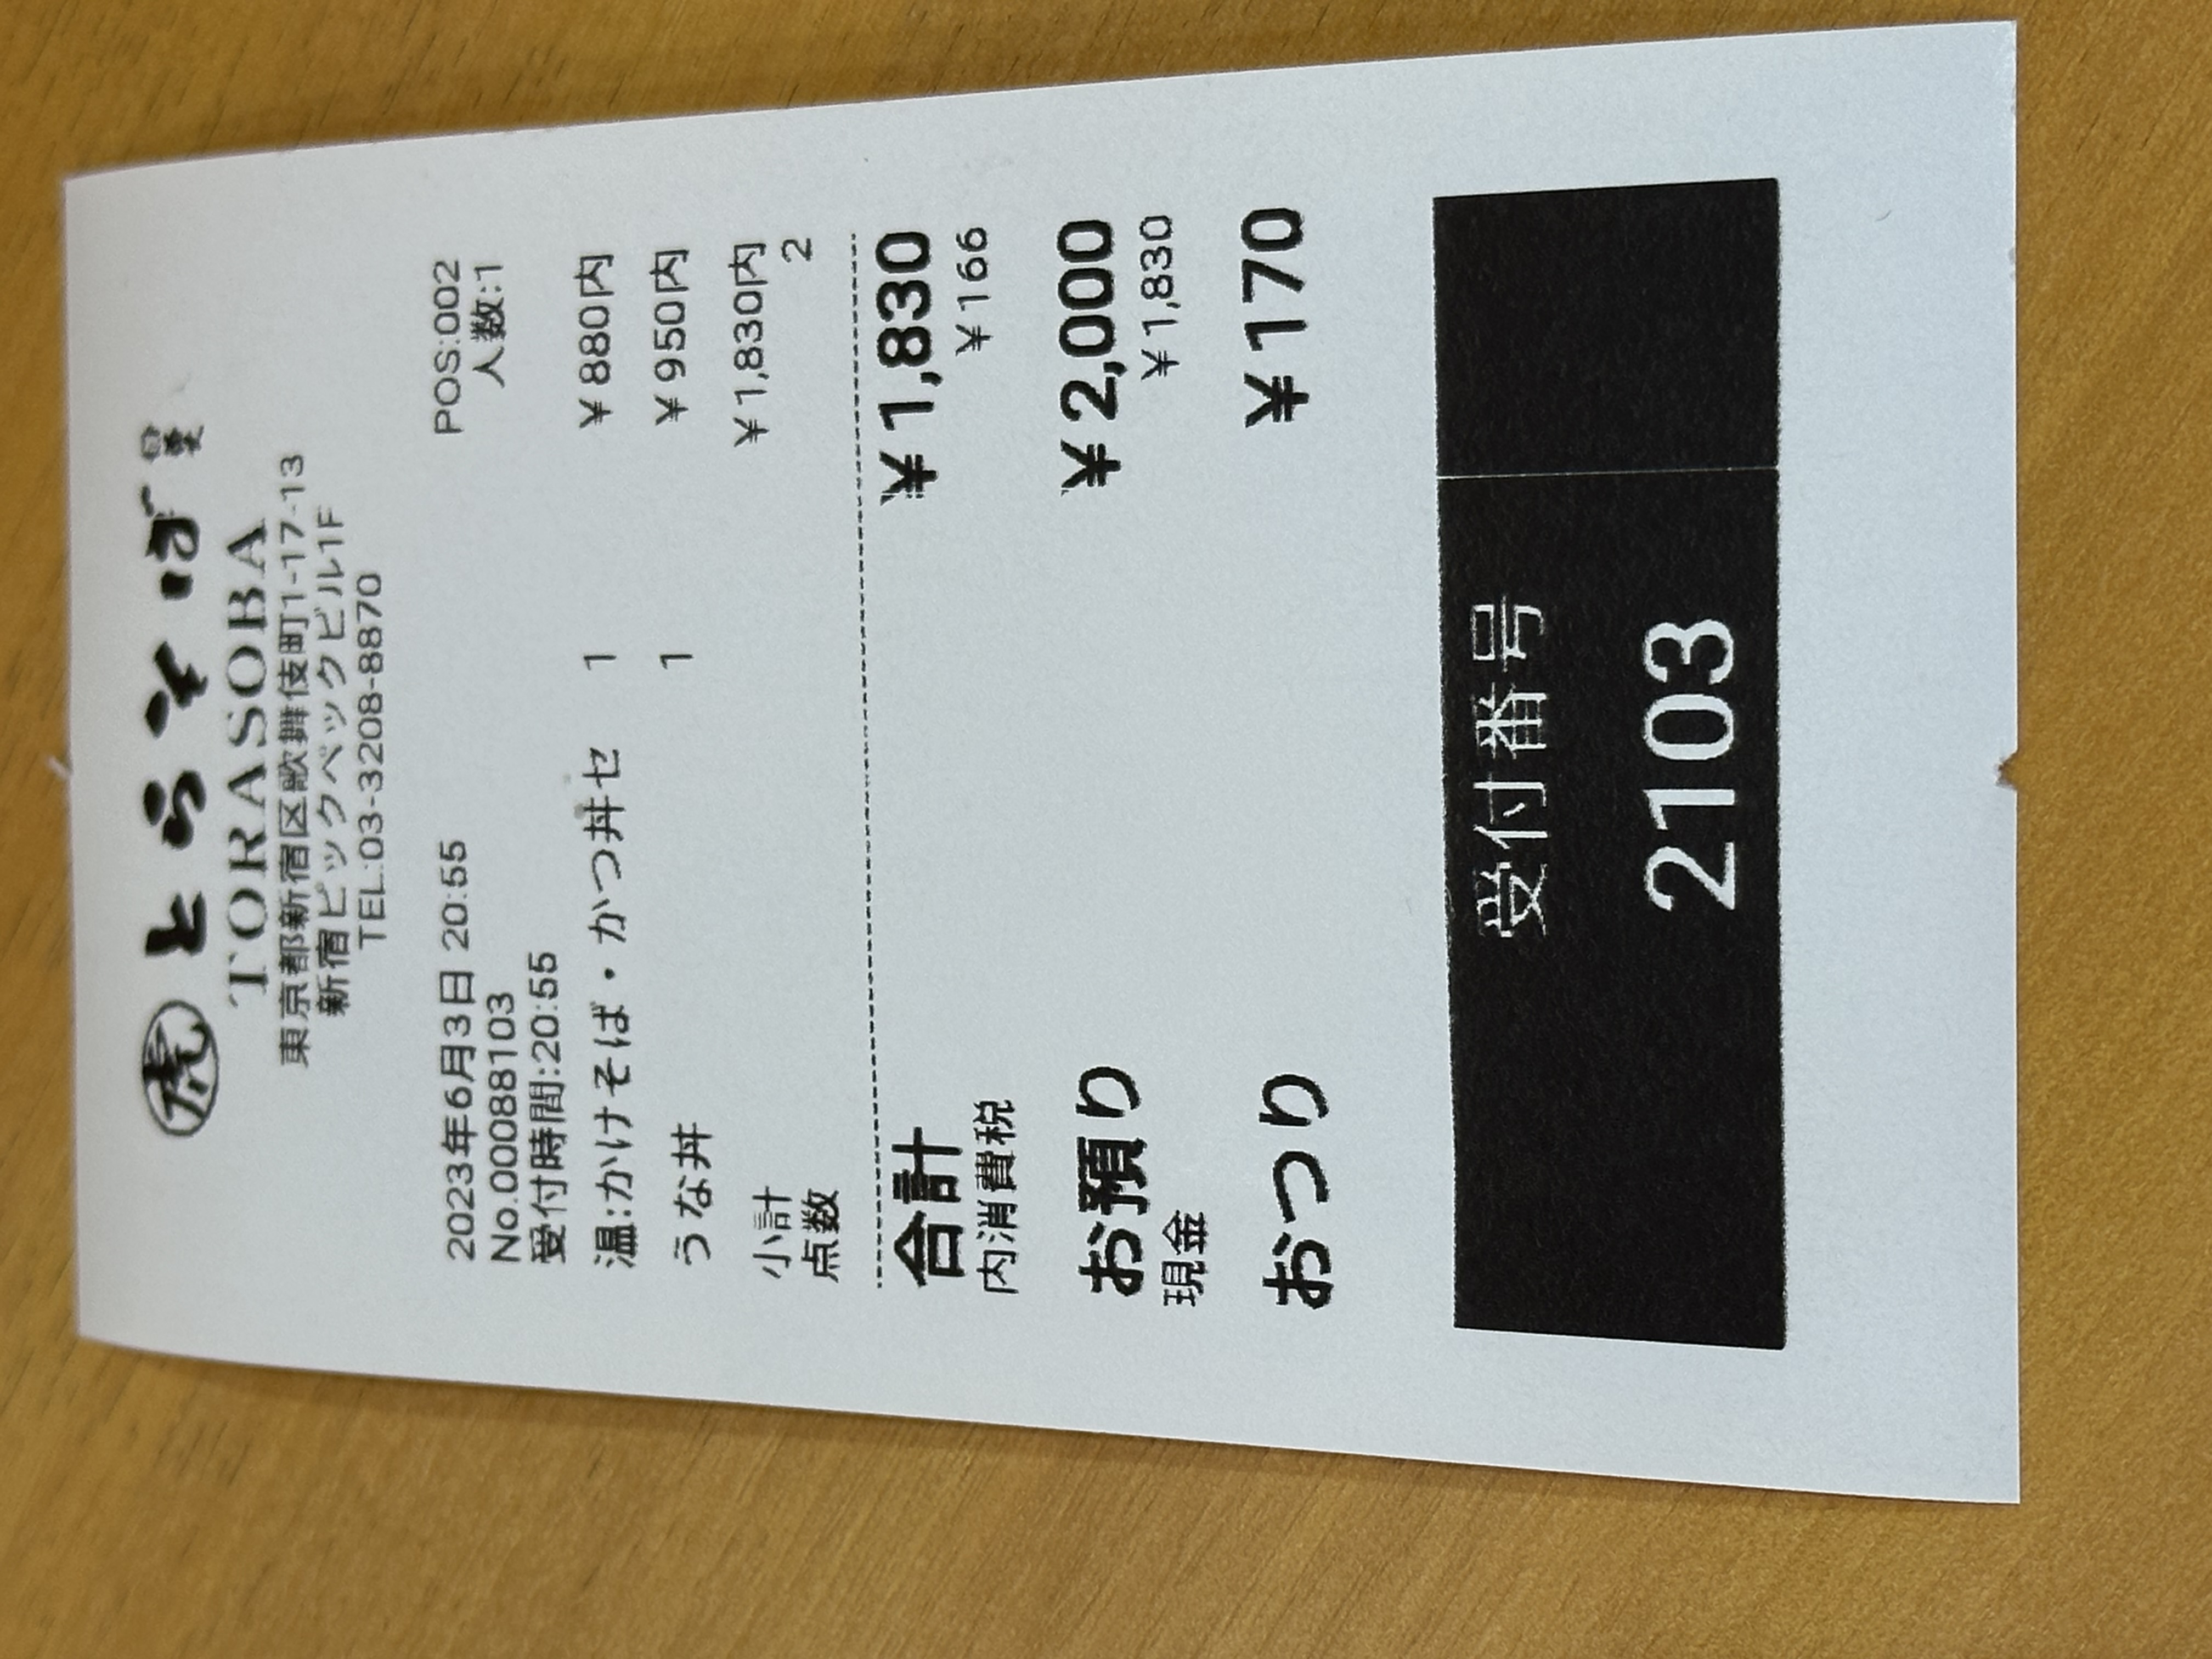 虎 とらそば
TORASOBA
東京都新宿区歌舞伎町1-17-13
新宿ビックペックビル1F
TEL:03-3208-8870
2023年6月3日 20:55 POS:002
No.00088103 人数:1
受付時間:20:55
温:かけそば・かつ丼セ 1 ¥880内
うな丼 1 ¥950内
小計 ¥1,830内
点数 2
合計 ¥1,830
内消費税 ¥166
お預り ¥2,000
現金 ¥1,830
おつり ¥170
受付番号
2103